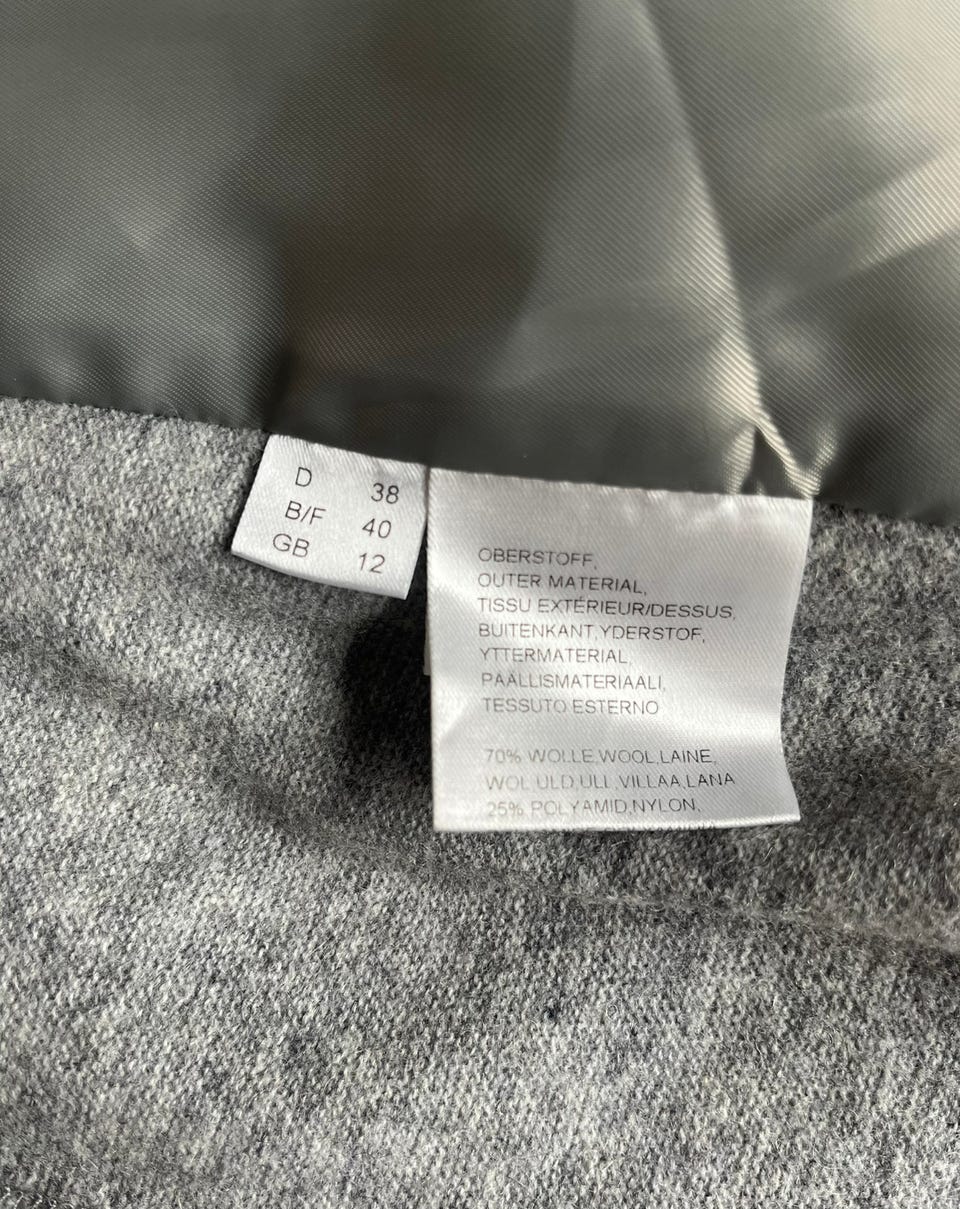 D 38
B/F 40
GB 12
OBERSTOFF,
OUTER MATERIAL,
TISSU EXTÉRIEUR/DESSUS,
BUITENKANT,YDERSTOF,
YTTERMATERIAL,
PÄÄLLISMATERIAALI,
TESSUTO ESTERNO
70% WOLLE,WOOL,LAINE,
WOL,ULD,ULL,VILLAA,LANA
25% POLYAMID,NYLON,